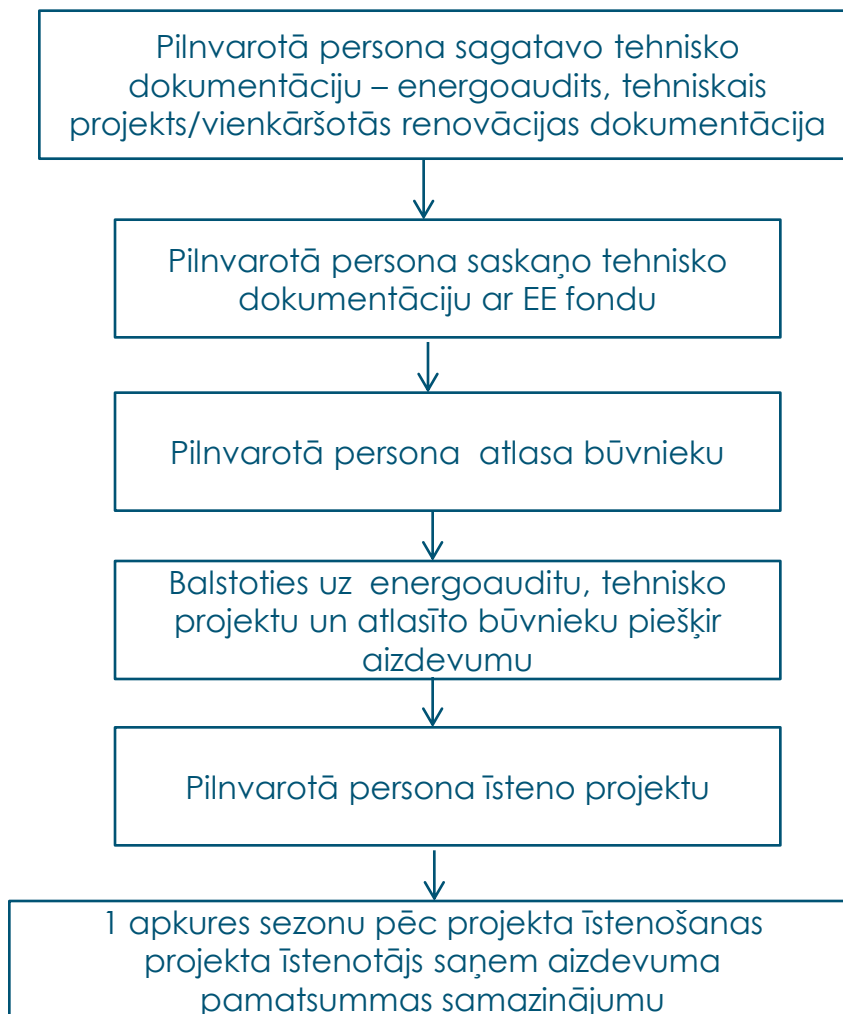 Pilnvarotā persona sagatavo tehnisko
dokumentāciju – energoaudits, tehniskais
projekts/vienkāršotās renovācijas dokumentācija
Pilnvarotā persona saskaņo tehnisko
dokumentāciju ar EE fondu
Pilnvarotā persona  atlasa būvnieku
Balstoties uz  energoauditu, tehnisko
projektu un atlasīto būvnieku piešķir
aizdevumu
Pilnvarotā persona īsteno projektu
1 apkures sezonu pēc projekta īstenošanas
projekta īstenotājs saņem aizdevuma
pamatsummas samazinājumu